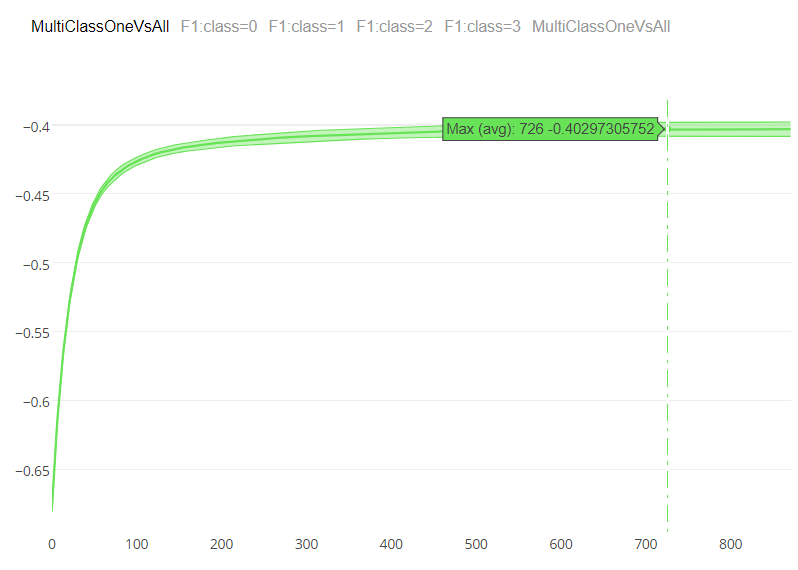 MultiClassOneVsAll F1:class=0 F1:class=1 F1:class=2 F1:class=3 MultiClassOneVsAll
−0.4
Max (avg): 726 -0.40297305752
−0.45
−0.5
−0.55
−0.6
−0.65
0 100 200 300 400 500 600 700 800